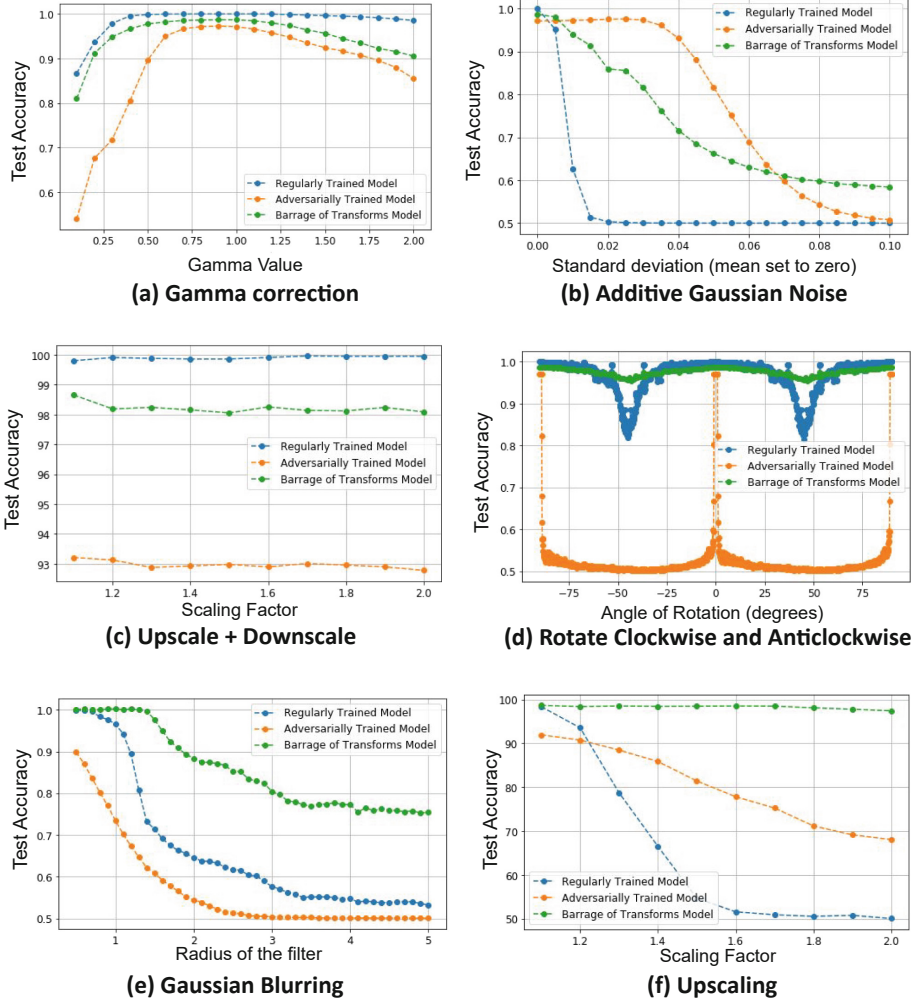 1.0
0.9
0.8
0.7
0.6
Test Accuracy
Regularly Trained Model
Adversarially Trained Model
Barrage of Transforms Model
0.25 0.50 0.75 1.00 1.25 1.50 1.75 2.00
Gamma Value
(a) Gamma correction
1.0
0.9
0.8
0.7
0.6
0.5
Test Accuracy
Regularly Trained Model
Adversarially Trained Model
Barrage of Transforms Model
0.00 0.02 0.04 0.06 0.08 0.10
Standard deviation (mean set to zero)
(b) Additive Gaussian Noise
100
99
98
97
96
95
94
93
Test Accuracy
Regularly Trained Model
Adversarially Trained Model
Barrage of Transforms Model
1.2 1.4 1.6 1.8 2.0
Scaling Factor
(c) Upscale + Downscale
1.0
0.9
0.8
0.7
0.6
0.5
Test Accuracy
Regularly Trained Model
Adversarially Trained Model
Barrage of Transforms Model
−75 −50 −25 0 25 50 75
Angle of Rotation (degrees)
(d) Rotate Clockwise and Anticlockwise
1.0
0.9
0.8
0.7
0.6
0.5
Test Accuracy
Regularly Trained Model
Adversarially Trained Model
Barrage of Transforms Model
1 2 3 4 5
Radius of the filter
(e) Gaussian Blurring
100
90
80
70
60
50
Test Accuracy
Regularly Trained Model
Adversarially Trained Model
Barrage of Transforms Model
1.2 1.4 1.6 1.8 2.0
Scaling Factor
(f) Upscaling